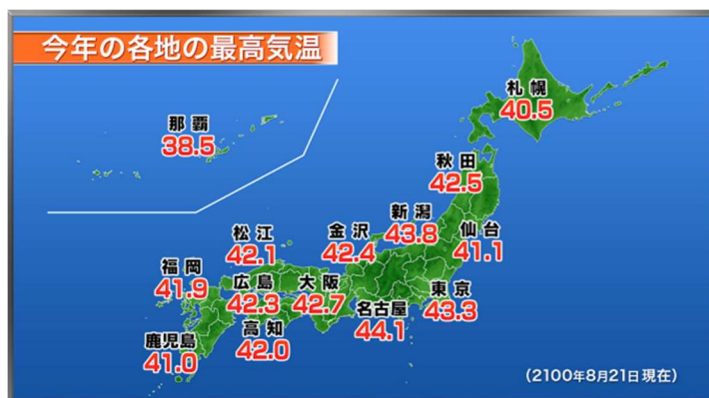 今年の各地の最高気温
札幌
40.5
那覇
38.5
秋田
42.5
新潟
43.8
仙台
41.1
金沢
42.4
松江
42.1
福岡
41.9
広島
42.3
大阪
42.7
東京
43.3
名古屋
44.1
高知
42.0
鹿児島
41.0
(2100年8月21日現在)